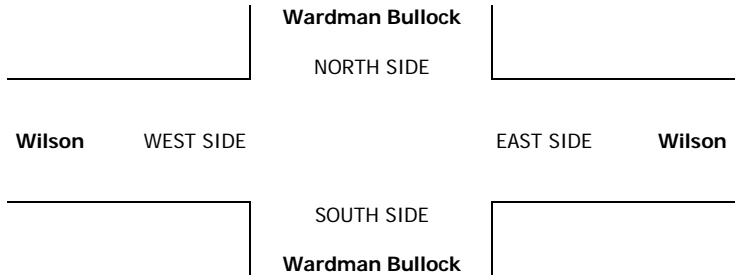 Wardman Bullock
NORTH SIDE
Wilson WEST SIDE EAST SIDE Wilson
SOUTH SIDE
Wardman Bullock